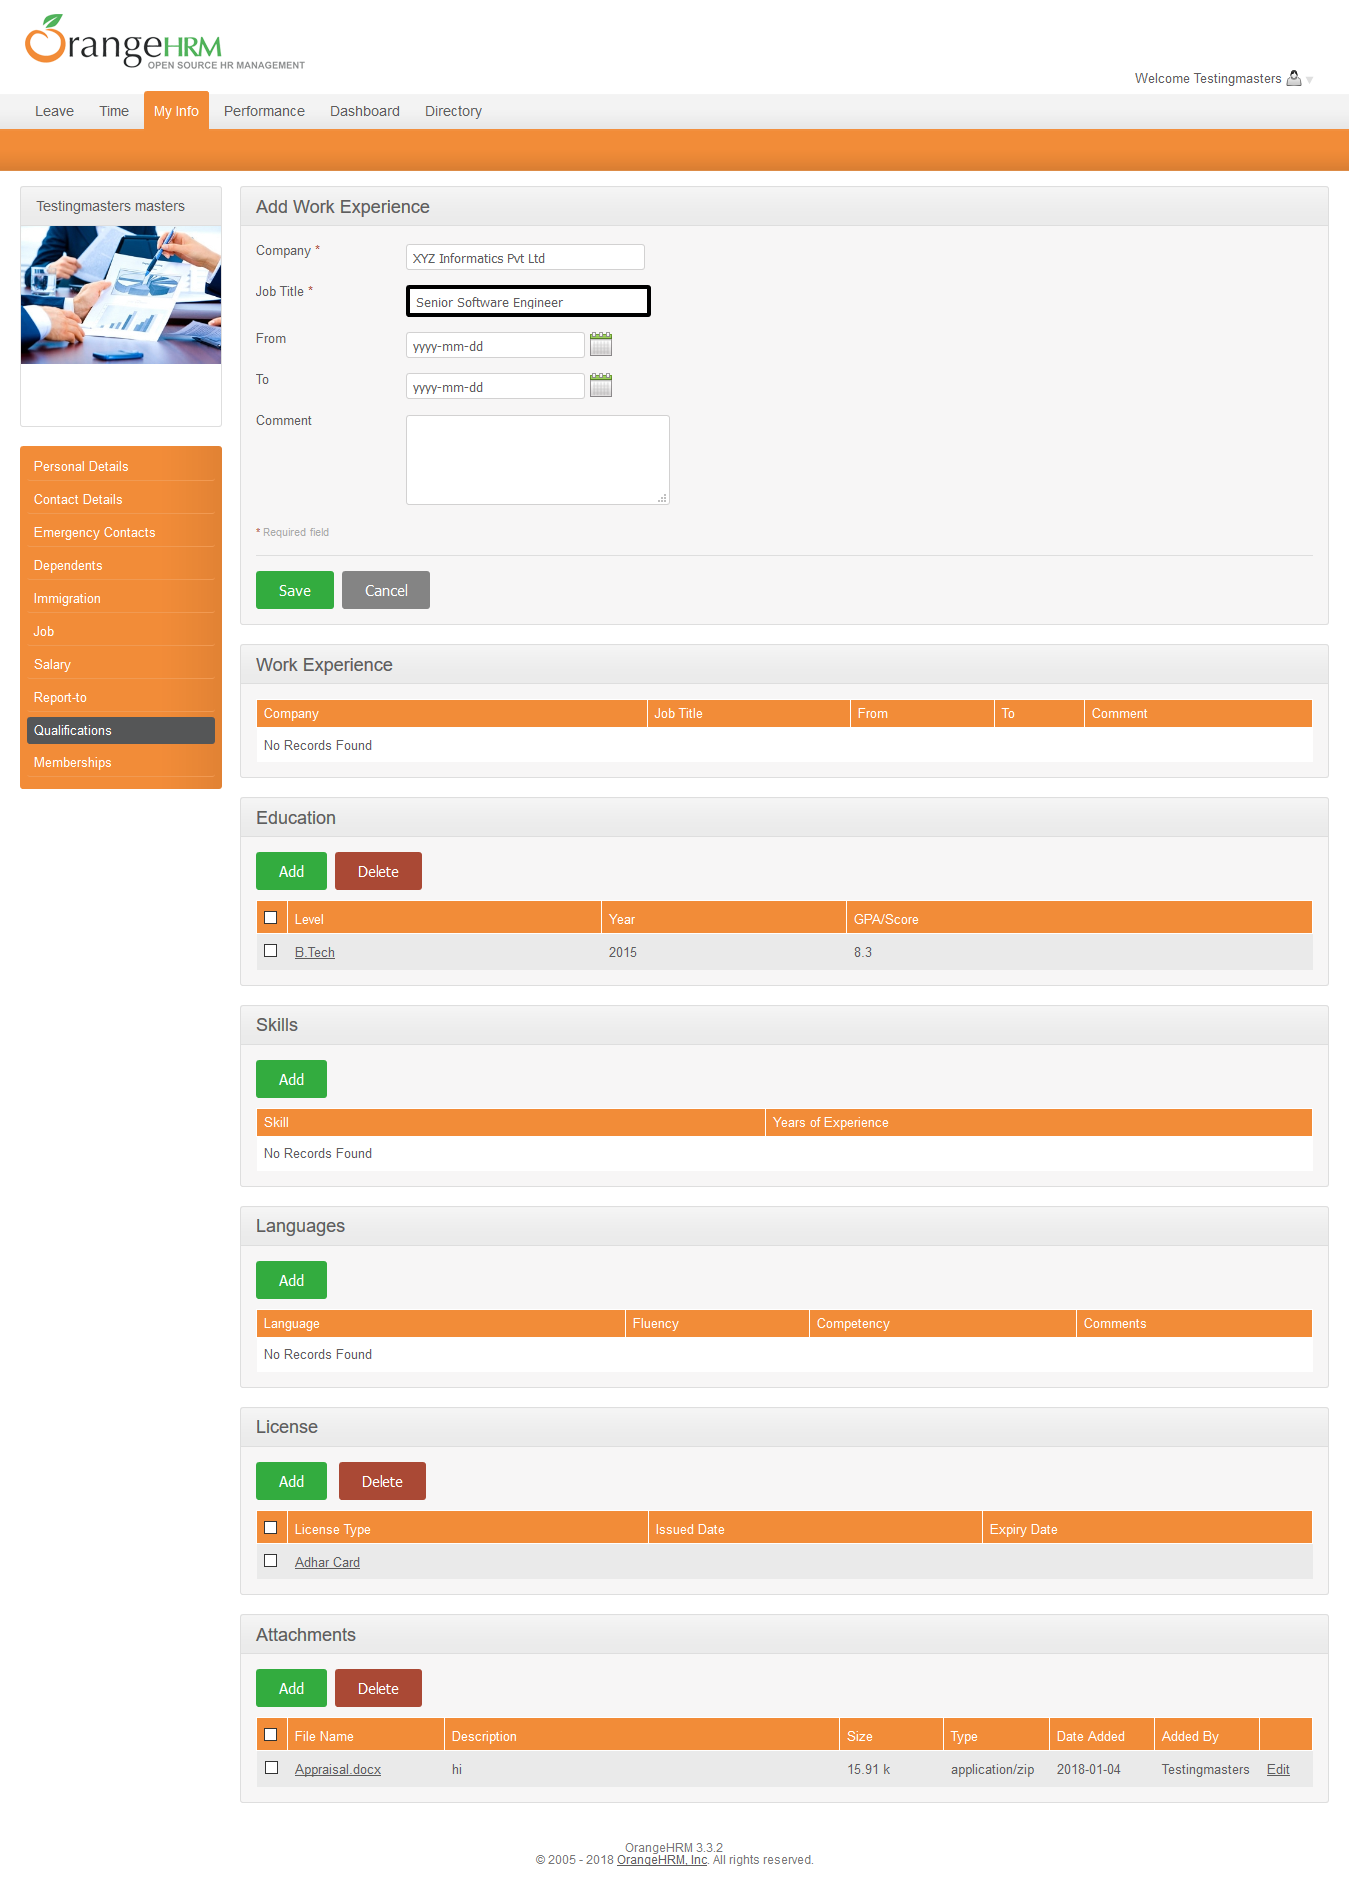 OrangeHRM
OPEN SOURCE HR MANAGEMENT
Welcome Testingmasters
Leave Time My Info Performance Dashboard Directory
Testingmasters masters
Personal Details
Contact Details
Emergency Contacts
Dependents
Immigration
Job
Salary
Report-to
Qualifications
Memberships
Add Work Experience
Company * XYZ Informatics Pvt Ltd
Job Title * Senior Software Engineer
From yyyy-mm-dd
To yyyy-mm-dd
Comment
* Required field
Save Cancel
Work Experience
Company Job Title From To Comment
No Records Found
Education
Add Delete
Level Year GPA/Score
B.Tech 2015 8.3
Skills
Add
Skill Years of Experience
No Records Found
Languages
Add
Language Fluency Competency Comments
No Records Found
License
Add Delete
License Type Issued Date Expiry Date
Adhar Card
Attachments
Add Delete
File Name Description Size Type Date Added Added By
Appraisal.docx hi 15.91 k application/zip 2018-01-04 Testingmasters Edit
OrangeHRM 3.3.2
© 2005 - 2018 OrangeHRM, Inc. All rights reserved.